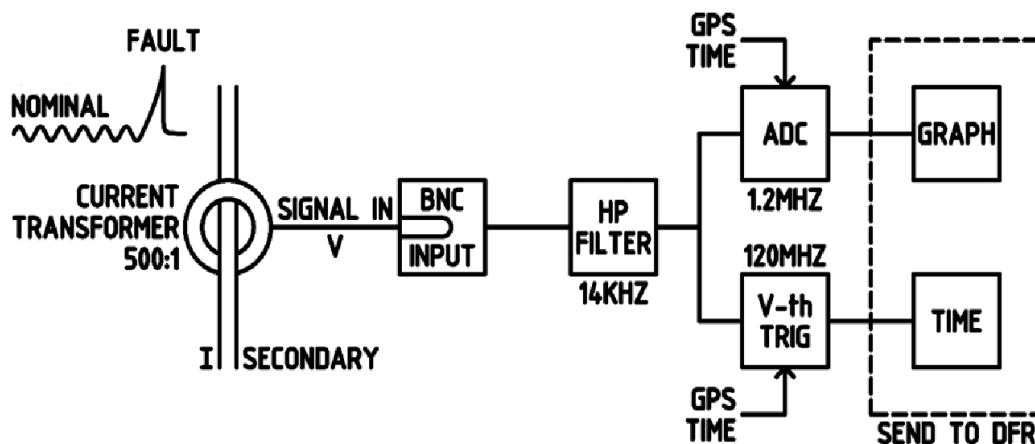 FAULT
NOMINAL
CURRENT
TRANSFORMER
500:1
I SECONDARY
SIGNAL IN
V
BNC
INPUT
HP
FILTER
14KHZ
GPS
TIME
ADC
1.2MHZ
GRAPH
120MHZ
V-th
TRIG
GPS
TIME
TIME
SEND TO DFR